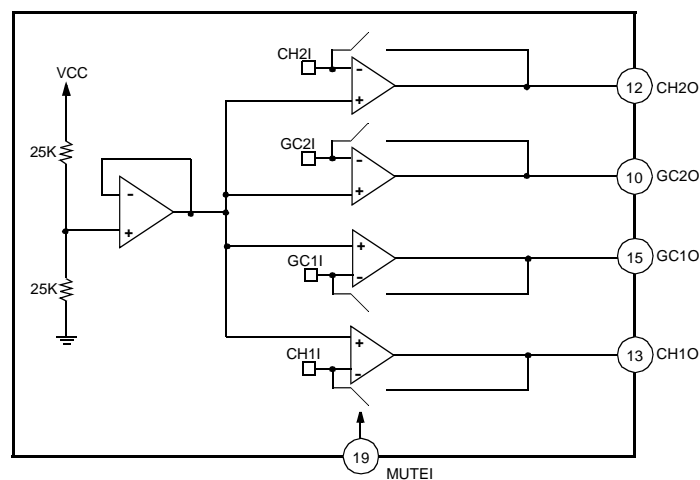 VCC
25K
25K
-
+
CH2I
-
+
12 CH2O
GC2I
-
+
10 GC2O
+
GC1I
-
15 GC1O
+
CH1I
-
13 CH1O
19
MUTEI